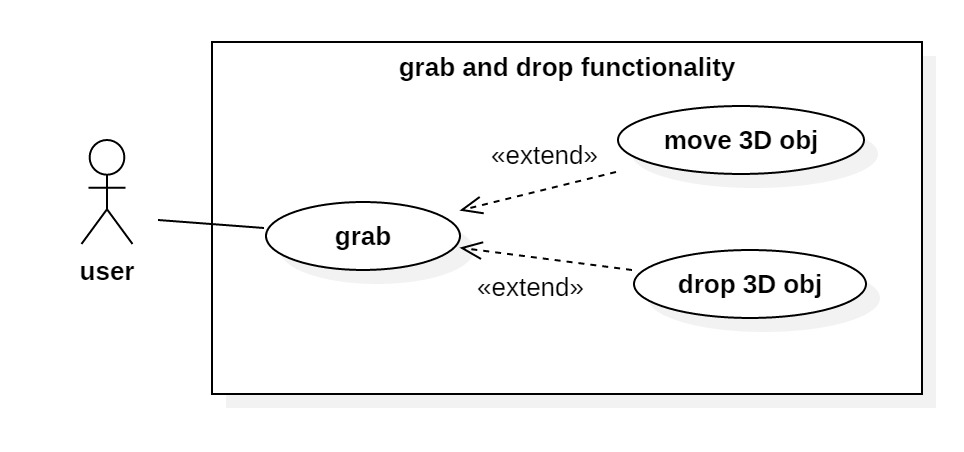 grab and drop functionality
move 3D obj
«extend»
grab
user
«extend»
drop 3D obj